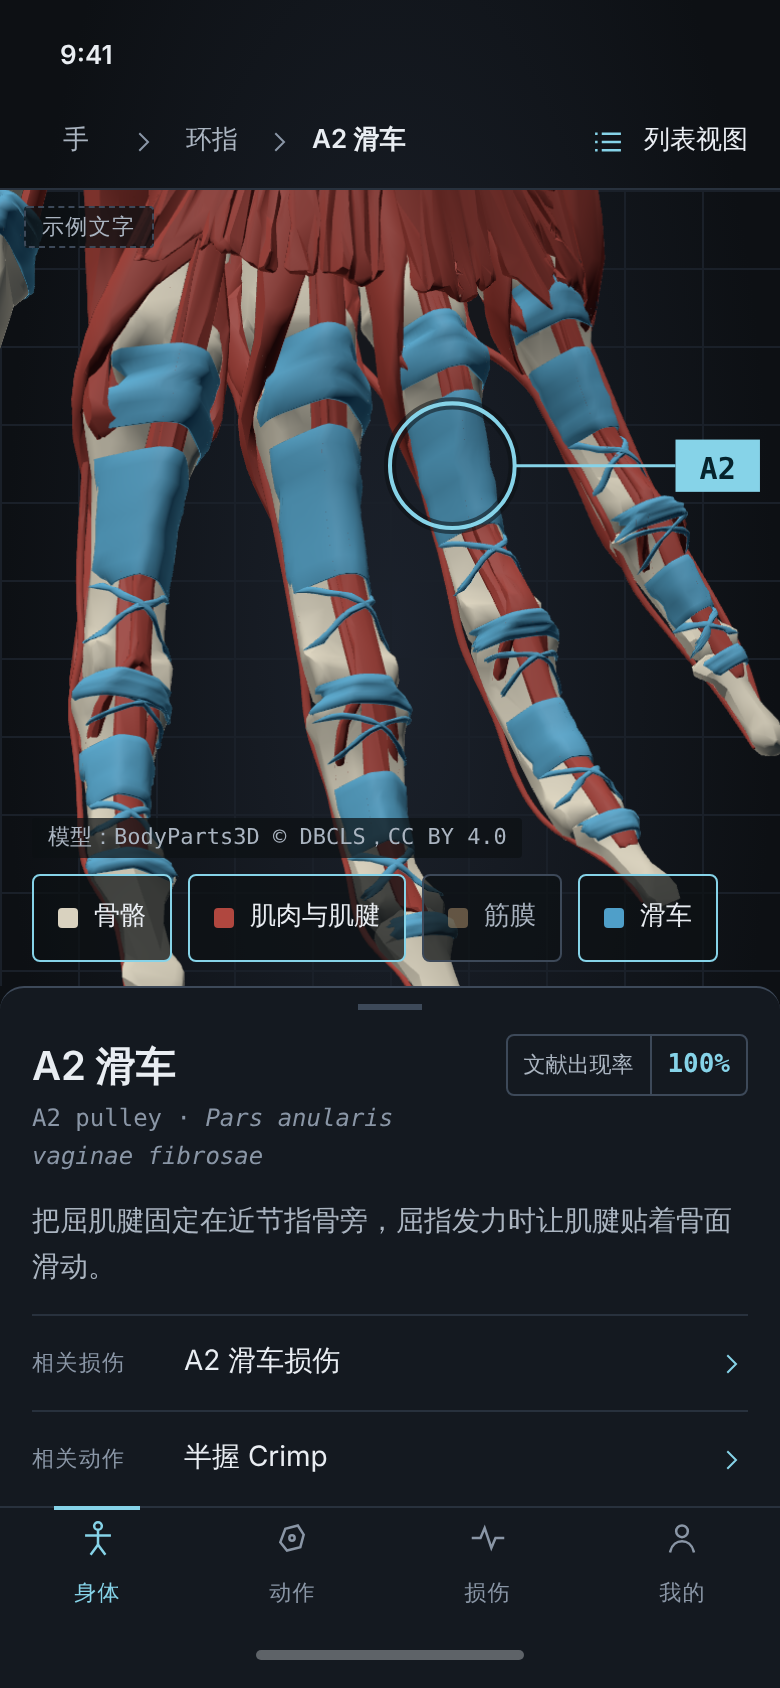 9:41
手 > 环指 > A2 滑车 列表视图
示例文字
A2
模型：BodyParts3D © DBCLS，CC BY 4.0
骨骼 肌肉与肌腱 筋膜 滑车
A2 滑车 文献出现率 100%
A2 pulley · Pars anularis
vaginae fibrosae
把屈肌腱固定在近节指骨旁，屈指发力时让肌腱贴着骨面
滑动。
相关损伤 A2 滑车损伤
相关动作 半握 Crimp
身体 动作 损伤 我的